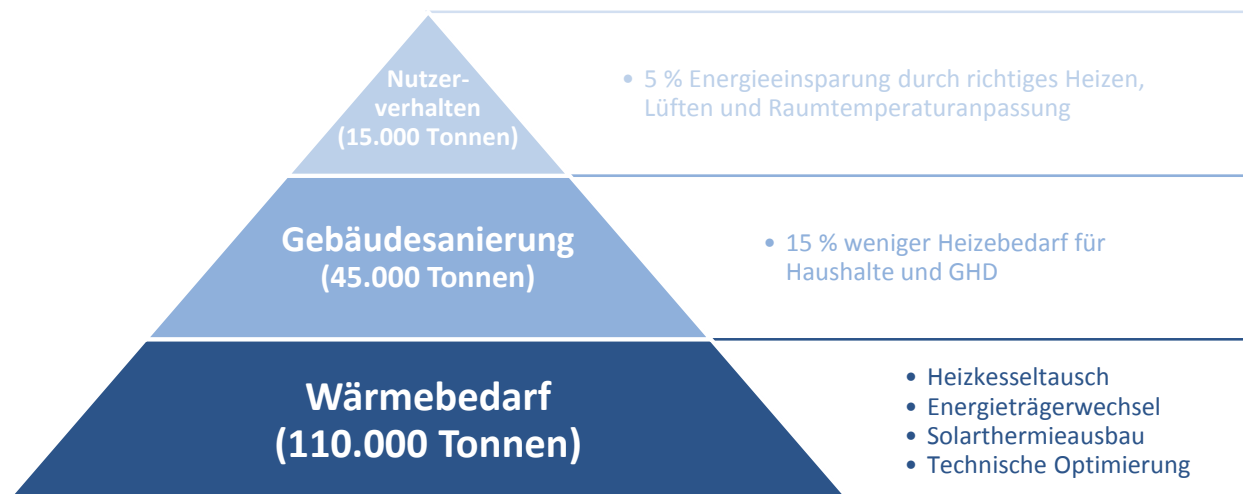 Nutzer-
verhalten
(15.000 Tonnen)
• 5 % Energieeinsparung durch richtiges Heizen,
Lüften und Raumtemperaturanpassung
Gebäudesanierung
(45.000 Tonnen)
• 15 % weniger Heizebedarf für
Haushalte und GHD
Wärmebedarf
(110.000 Tonnen)
• Heizkesseltausch
• Energieträgerwechsel
• Solarthermieausbau
• Technische Optimierung